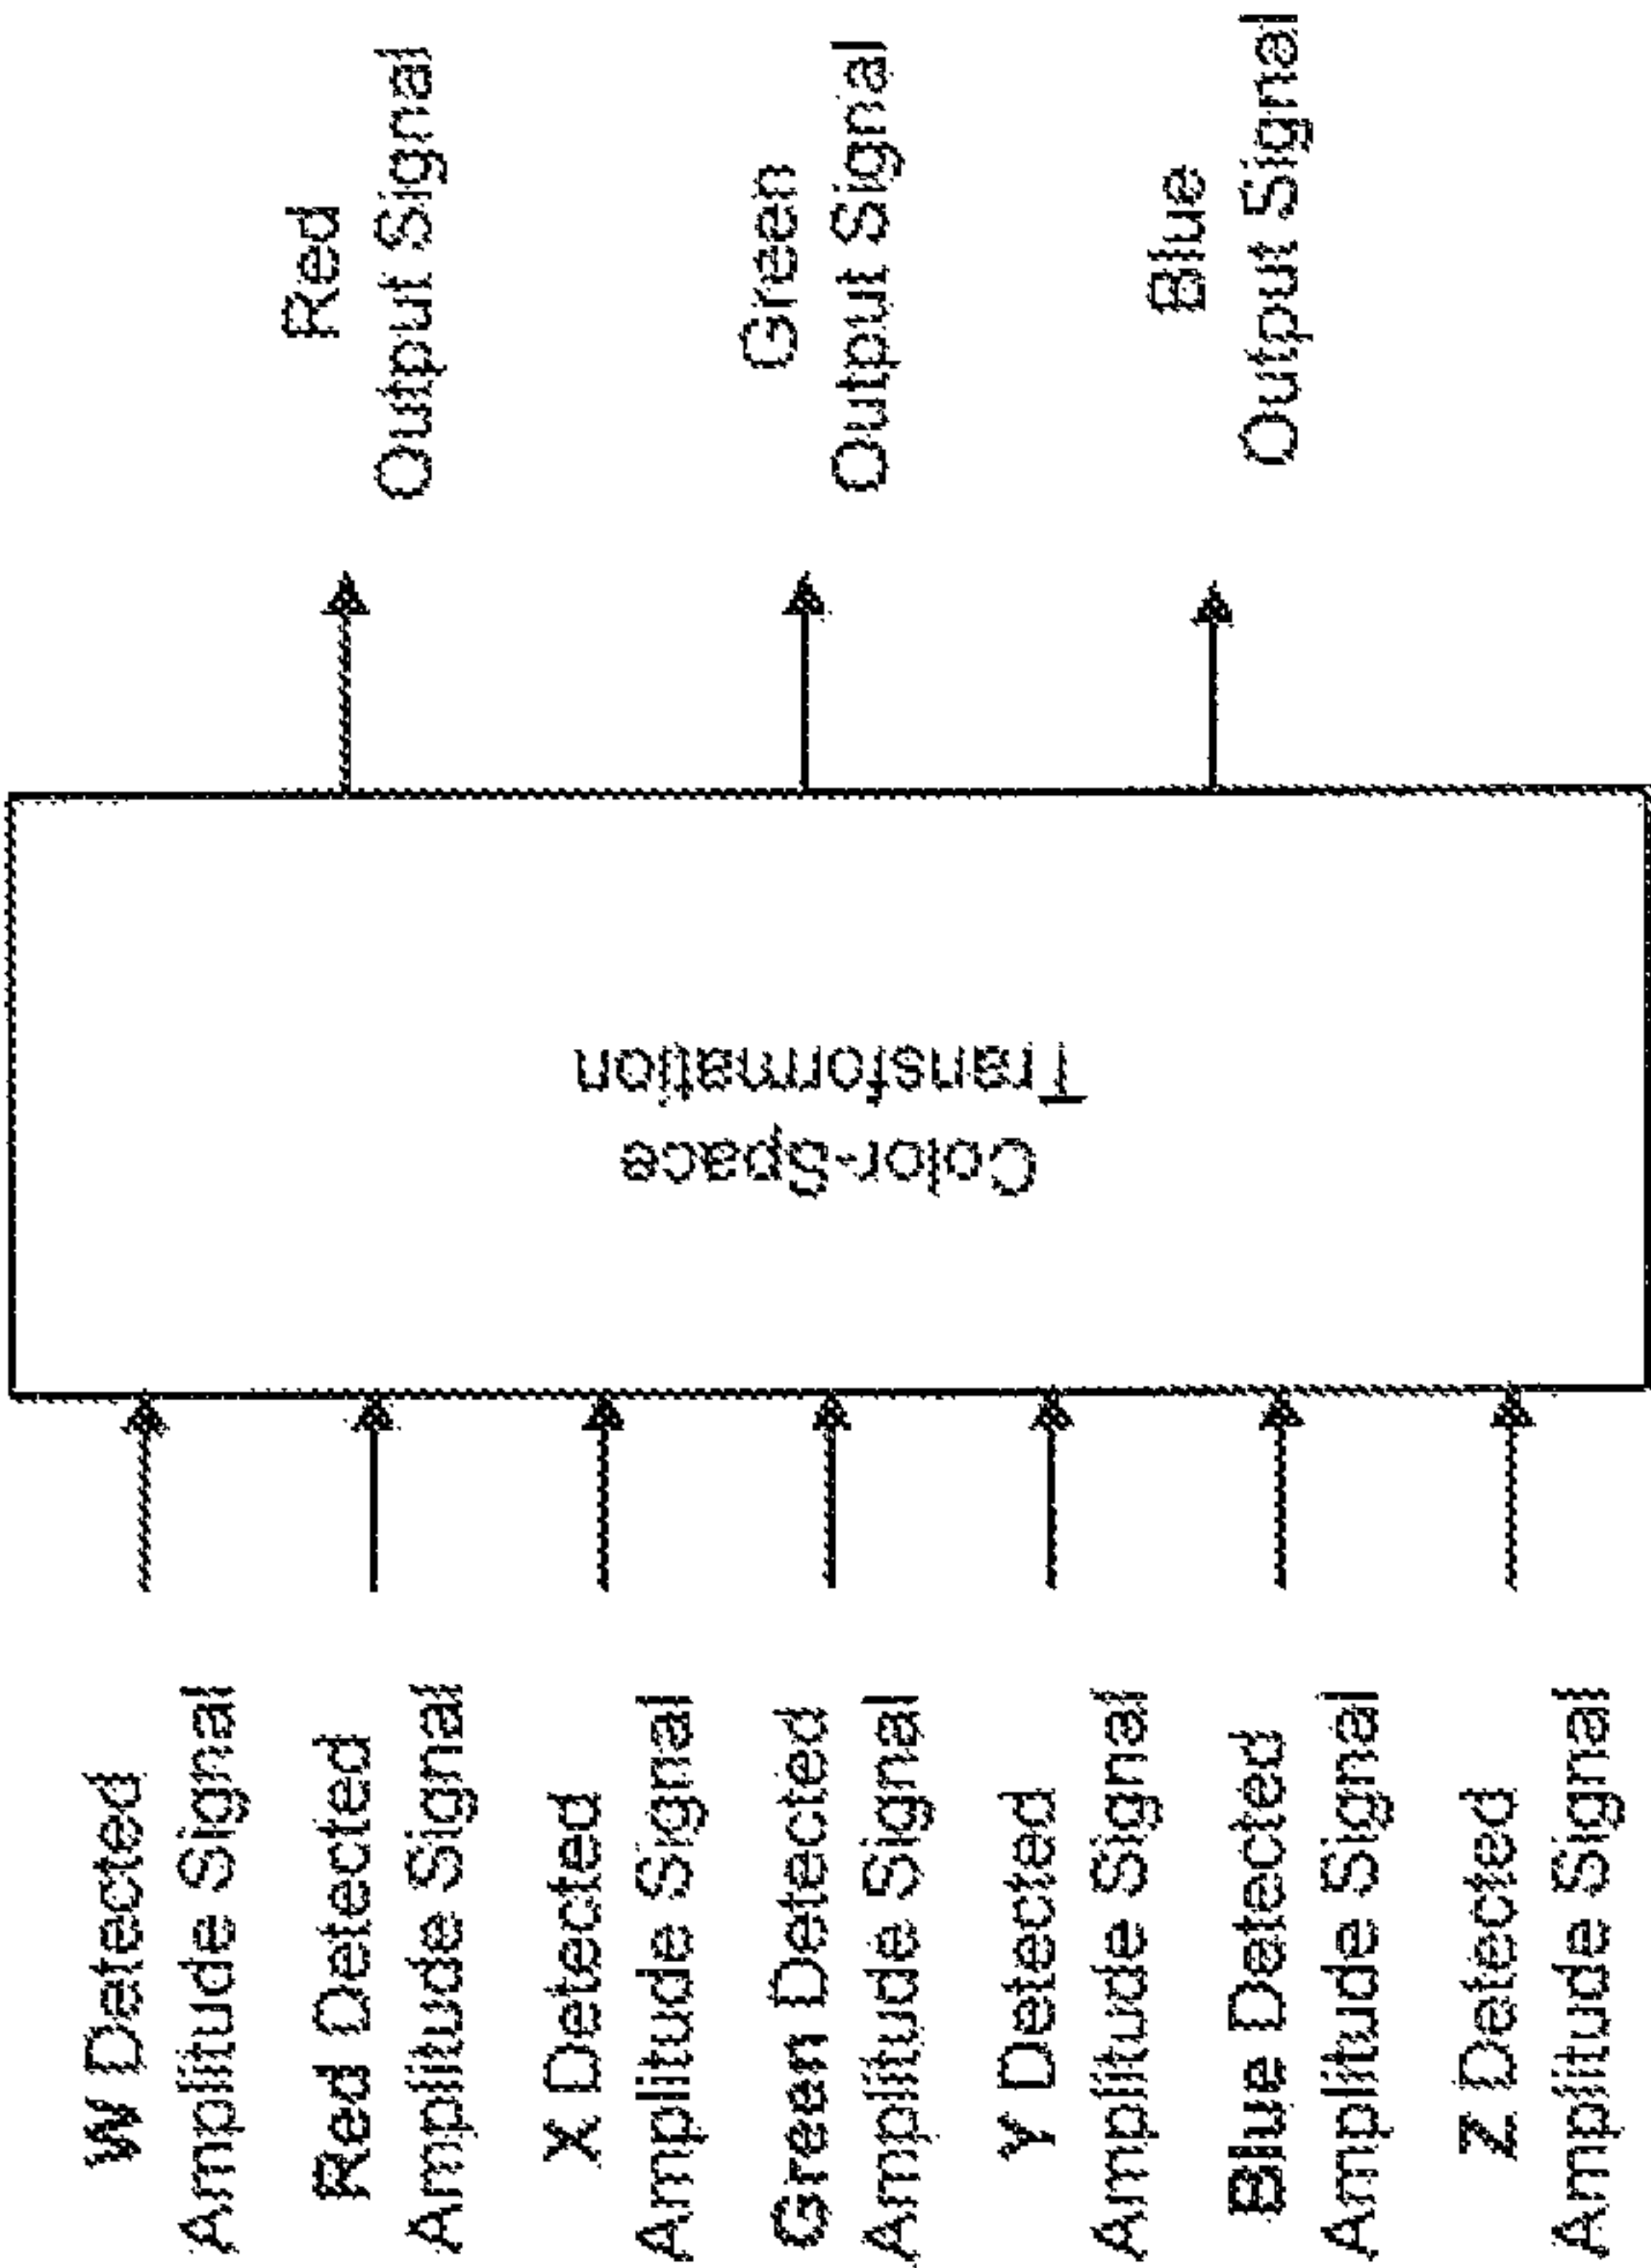 W Detected
Amplitude Signal
Red Detected
Amplitude Signal
X Detected
Amplitude Signal
Green Detected
Amplitude Signal
Y Detected
Amplitude Signal
Blue Detected
Amplitude Signal
Z Detected
Amplitude Signal
Color-Space
Transformation
Red
Output Signal
Green
Output Signal
Blue
Output Signal